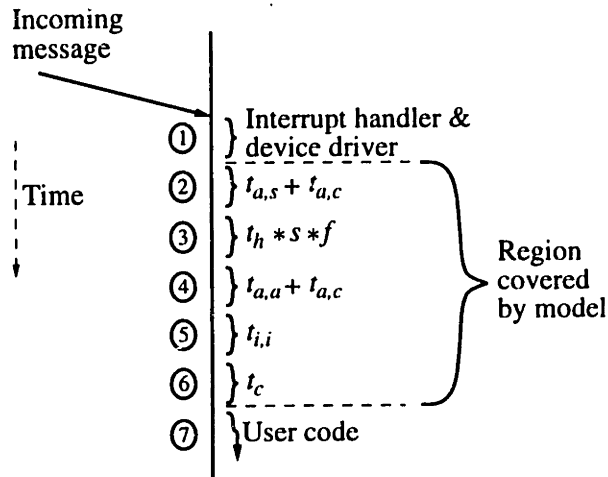 Incoming
message
① Interrupt handler &
device driver
Time
② t_{a,s} + t_{a,c}
③ t_h * s * f
④ t_{a,a} + t_{a,c}
⑤ t_{i,i}
⑥ t_c
⑦ User code
Region
covered
by model